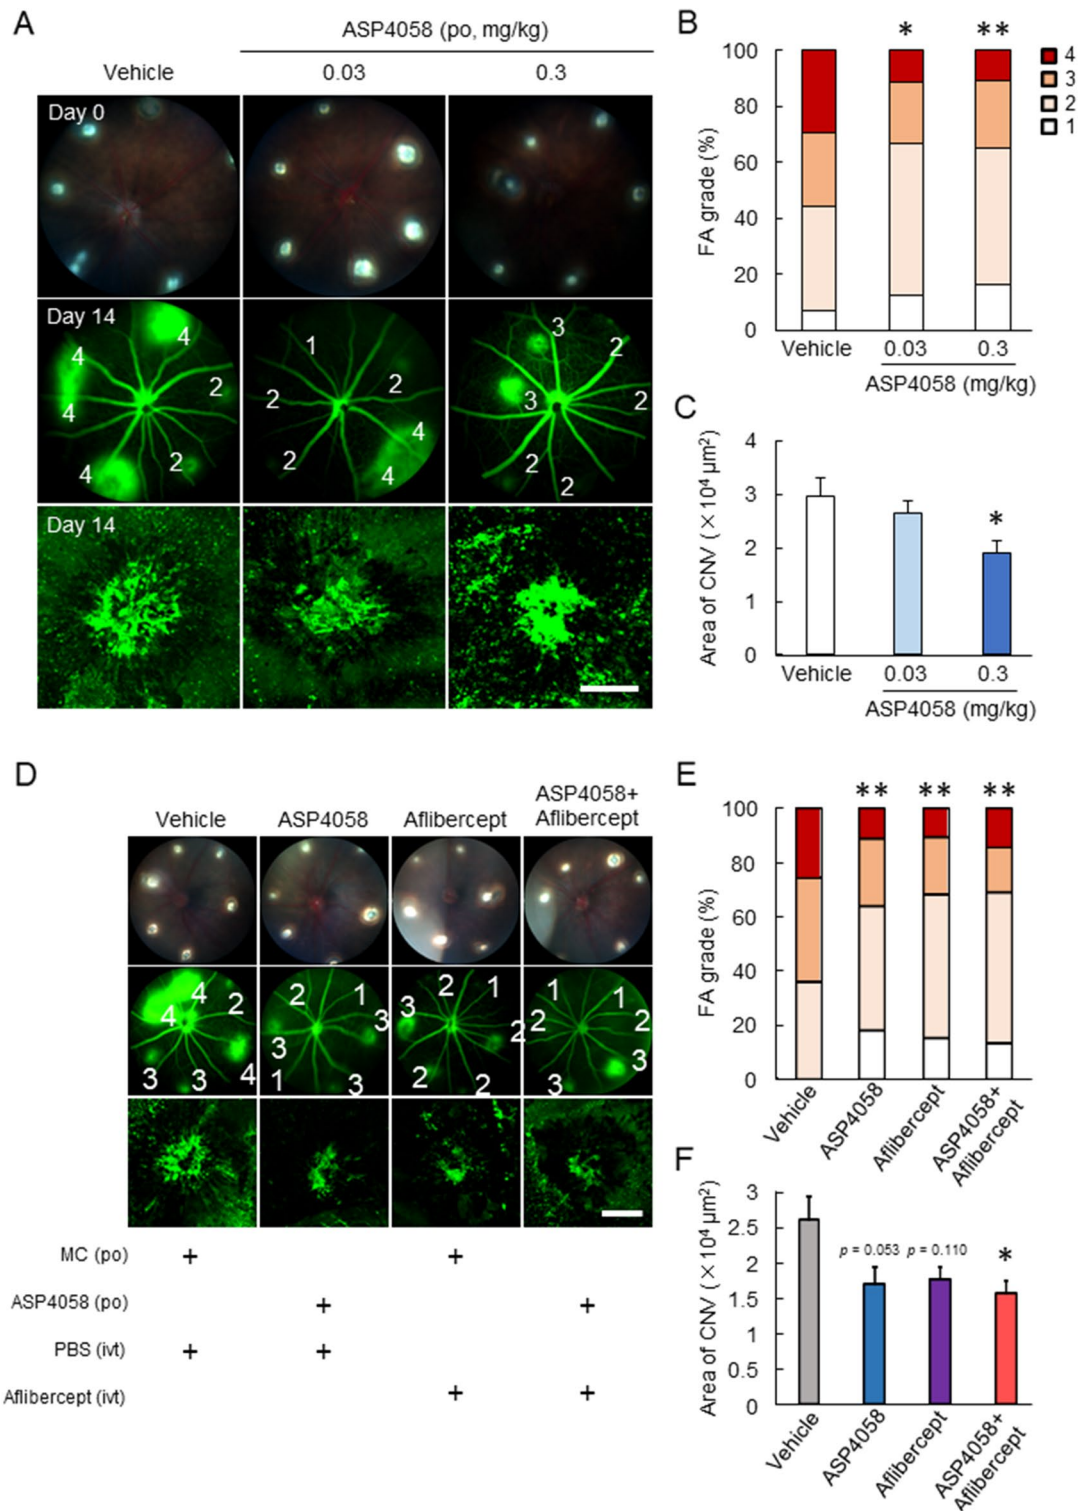 A
ASP4058 (po, mg/kg)
Vehicle
0.03
0.3
Day 0
Day 14
4
4
4
4
2
2
1
2
2
2
4
4
3
3
2
2
2
2
Day 14
B
* **
FA grade (%)
100
80
60
40
20
0
4
3
2
1
Vehicle
0.03
0.3
ASP4058 (mg/kg)
C
Area of CNV (×10⁴ µm²)
4
3
2
1
0
*
Vehicle
0.03
0.3
ASP4058 (mg/kg)
D
Vehicle
ASP4058
Aflibercept
ASP4058+
Aflibercept
4
4
2
3
3
4
2
1
3
3
1
3
2
1
3
2
2
2
1
1
2
2
3
3
MC (po) + +
ASP4058 (po) + +
PBS (ivt) + +
Aflibercept (ivt) + +
E
** ** **
FA grade (%)
100
80
60
40
20
0
Vehicle
ASP4058
Aflibercept
ASP4058+
Aflibercept
F
Area of CNV (×10⁴ µm²)
3
2.5
2
1.5
1
0.5
0
p = 0.053 p = 0.110 *
Vehicle
ASP4058
Aflibercept
ASP4058+
Aflibercept